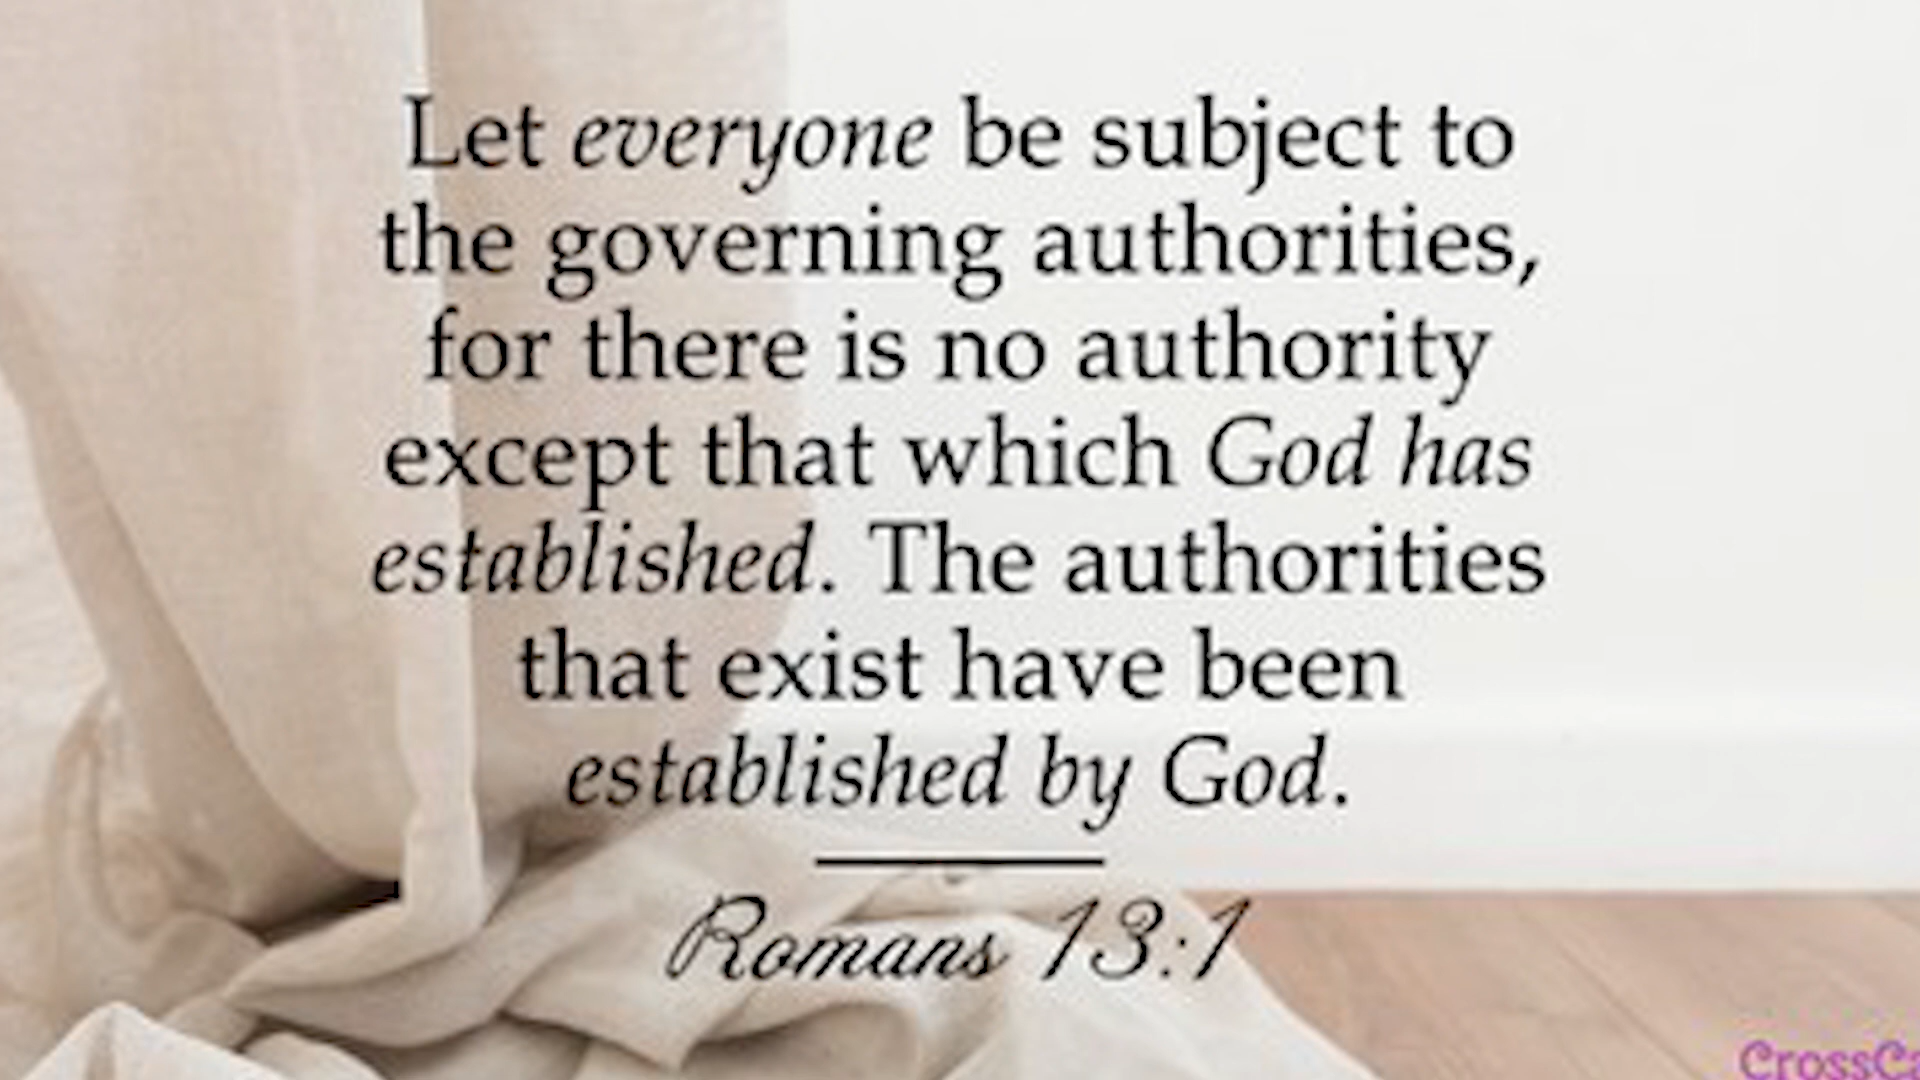 Let everyone be subject to
the governing authorities,
for there is no authority
except that which God has
established. The authorities
that exist have been
established by God.
Romans 13:1